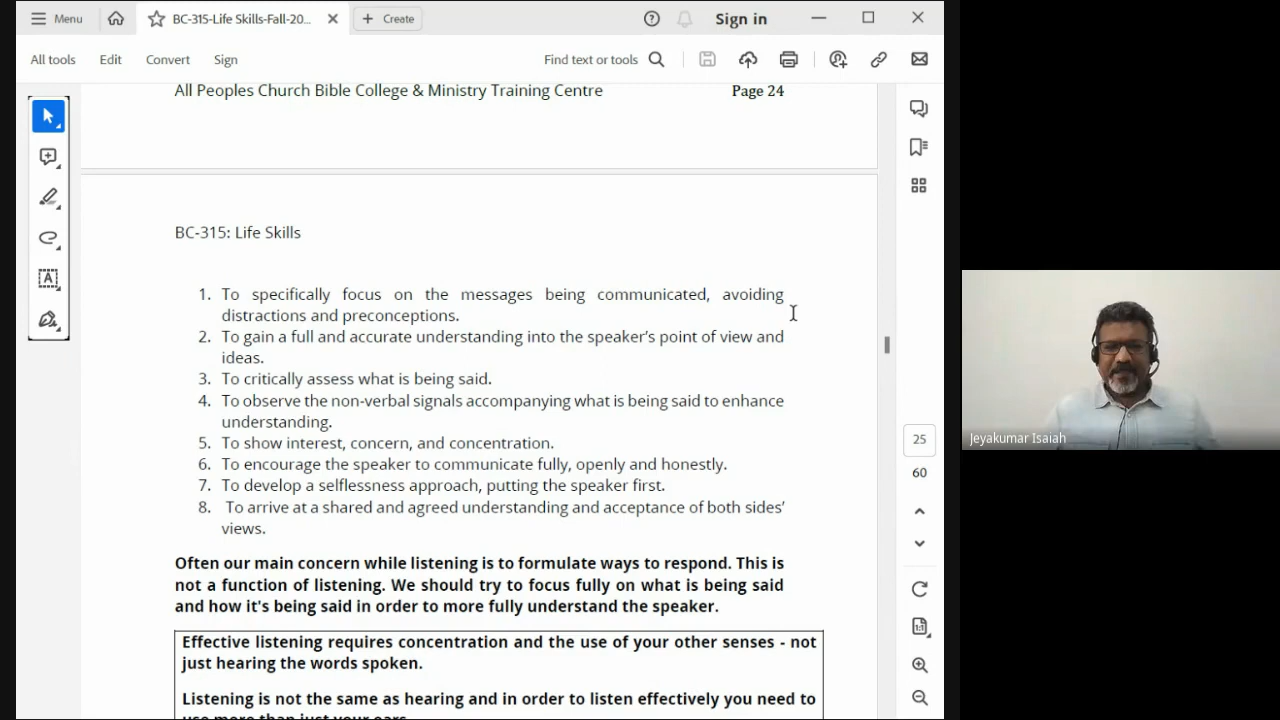 Menu
BC-315-Life Skills-Fall-20...
Create
Sign in
All tools
Edit
Convert
Sign
Find text or tools
All Peoples Church Bible College & Ministry Training Centre
Page 24
BC-315: Life Skills
1. To specifically focus on the messages being communicated, avoiding
distractions and preconceptions.
2. To gain a full and accurate understanding into the speaker's point of view and
ideas.
3. To critically assess what is being said.
4. To observe the non-verbal signals accompanying what is being said to enhance
understanding.
5. To show interest, concern, and concentration.
6. To encourage the speaker to communicate fully, openly and honestly.
7. To develop a selflessness approach, putting the speaker first.
8. To arrive at a shared and agreed understanding and acceptance of both sides'
views.
Often our main concern while listening is to formulate ways to respond. This is
not a function of listening. We should try to focus fully on what is being said
and how it's being said in order to more fully understand the speaker.
Effective listening requires concentration and the use of your other senses - not
just hearing the words spoken.
Listening is not the same as hearing and in order to listen effectively you need to
use more than just your ears.
25
60
1:1
Jeyakumar Isaiah